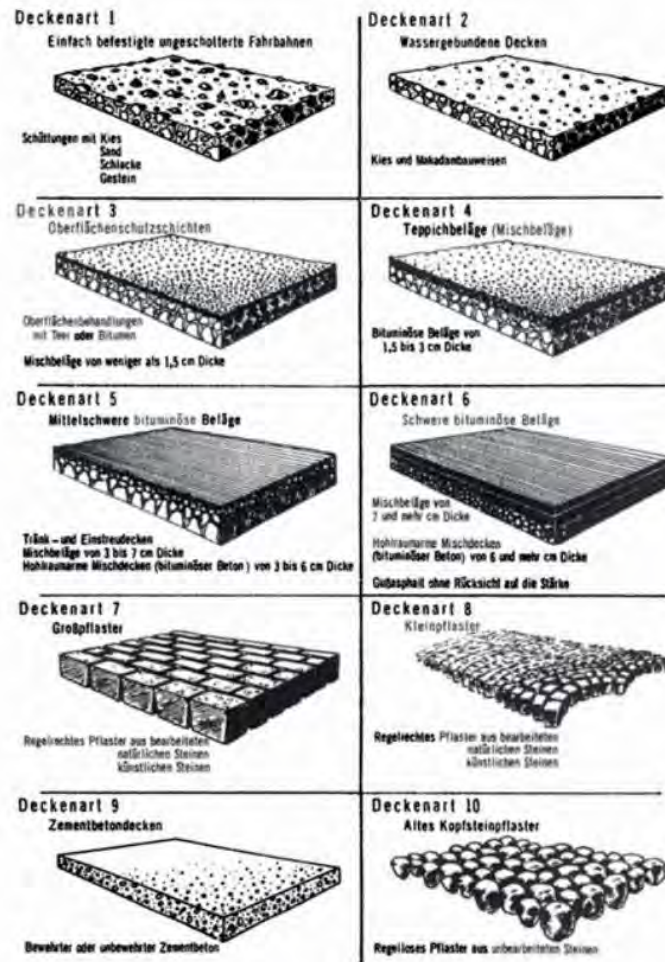 Deckenart 1
Einfach befestigte ungeschotterte Fahrbahnen
Schüttungen mit Kies
Sand
Schlacke
Gestein
Deckenart 2
Wassergebundene Decken
Kies und Makadambauweisen
Deckenart 3
Oberflächenschutzschichten
Oberflächenbehandlungen
mit Teer oder Bitumen
Mischbeläge von weniger als 1,5 cm Dicke
Deckenart 4
Teppichbeläge (Mischbeläge)
Bituminöse Beläge von
1,5 bis 3 cm Dicke
Deckenart 5
Mittelschwere bituminöse Beläge
Tränk- und Einstreudecken
Mischbeläge von 3 bis 7 cm Dicke
Hohlraumarme Mischdecken (bituminöser Beton) von 3 bis 6 cm Dicke
Deckenart 6
Schwere bituminöse Beläge
Mischbeläge von
7 und mehr cm Dicke
Hohlraumarme Mischdecken
(bituminöser Beton) von 6 und mehr cm Dicke
Gußasphalt ohne Rücksicht auf die Stärke
Deckenart 7
Großpflaster
Regelrechtes Pflaster aus bearbeiteten
natürlichen Steinen
künstlichen Steinen
Deckenart 8
Kleinpflaster
Regelrechtes Pflaster aus bearbeiteten
natürlichen Steinen
künstlichen Steinen
Deckenart 9
Zementbetondecken
Bewehrter oder unbewehrter Zementbeton
Deckenart 10
Altes Kopfsteinpflaster
Regelloses Pflaster aus unbearbeiteten Steinen